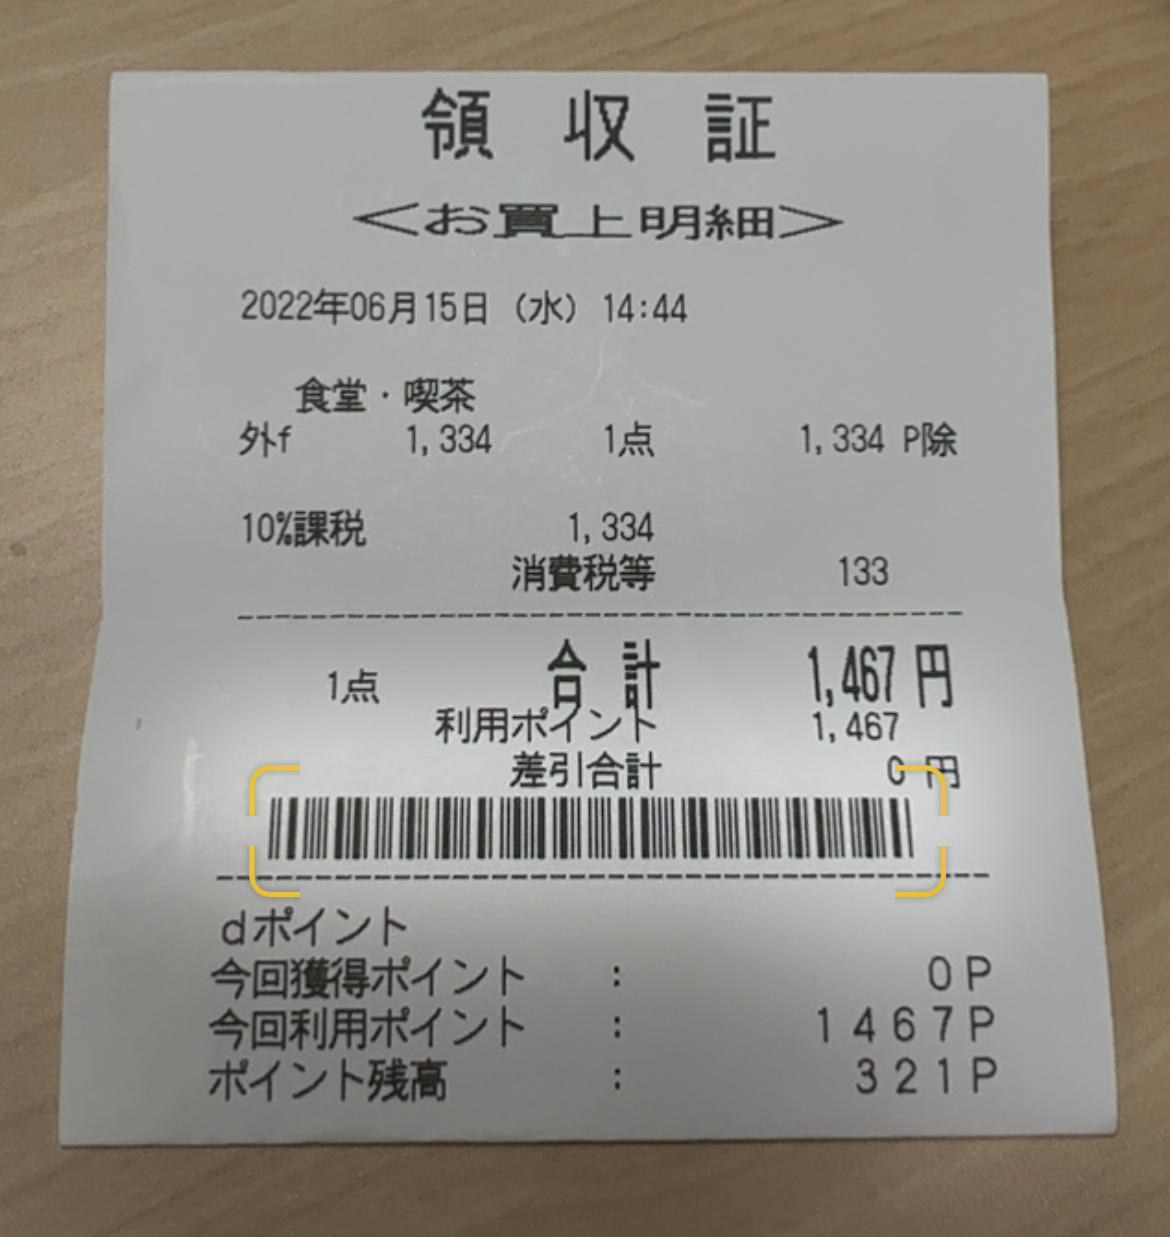 領収証
＜お買上明細＞
2022年06月15日（水）14:44
食堂・喫茶
外f 1,334 1点 1,334 P除
10%課税 1,334
消費税等 133
1点 合計 1,467円
利用ポイント 1,467
差引合計 0円
dポイント
今回獲得ポイント : 0P
今回利用ポイント : 1467P
ポイント残高 : 321P